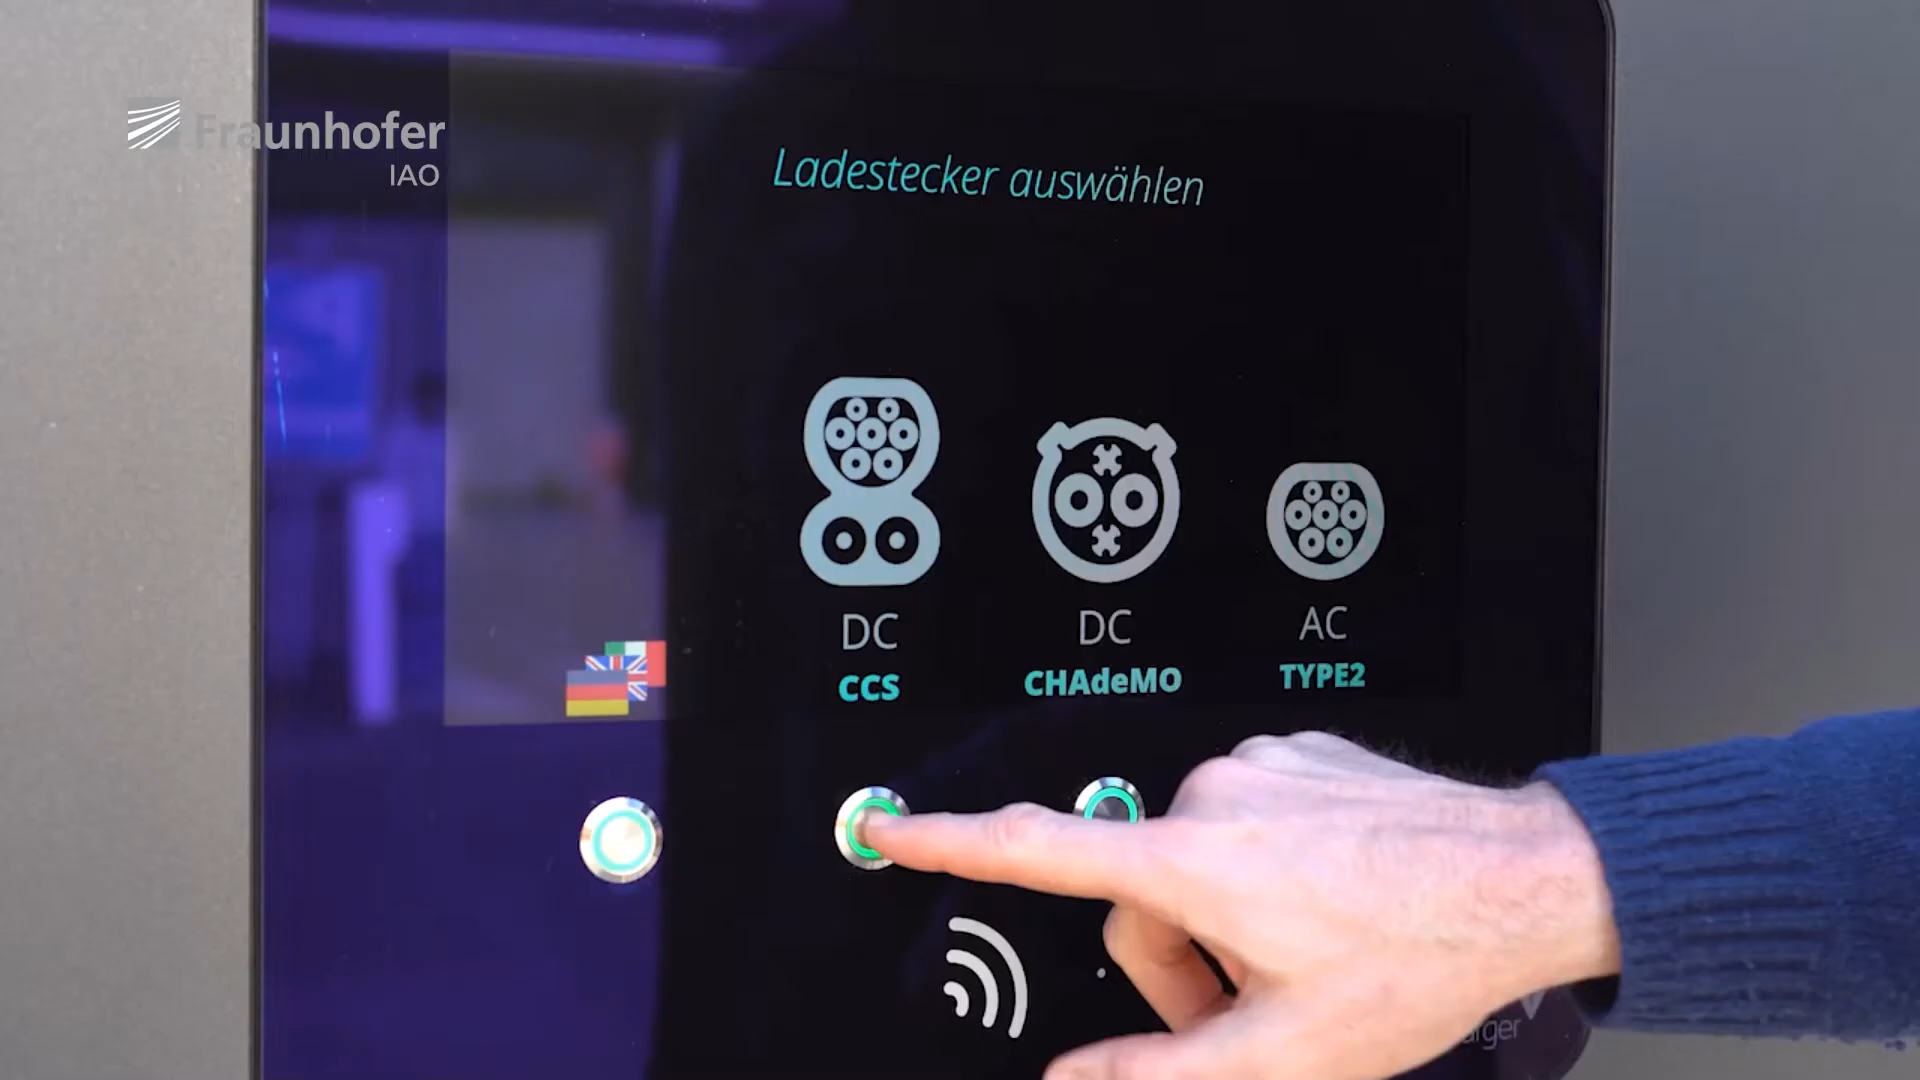 Fraunhofer
IAO
Ladestecker auswählen
DC
CCS
DC
CHAdeMO
AC
TYPE2